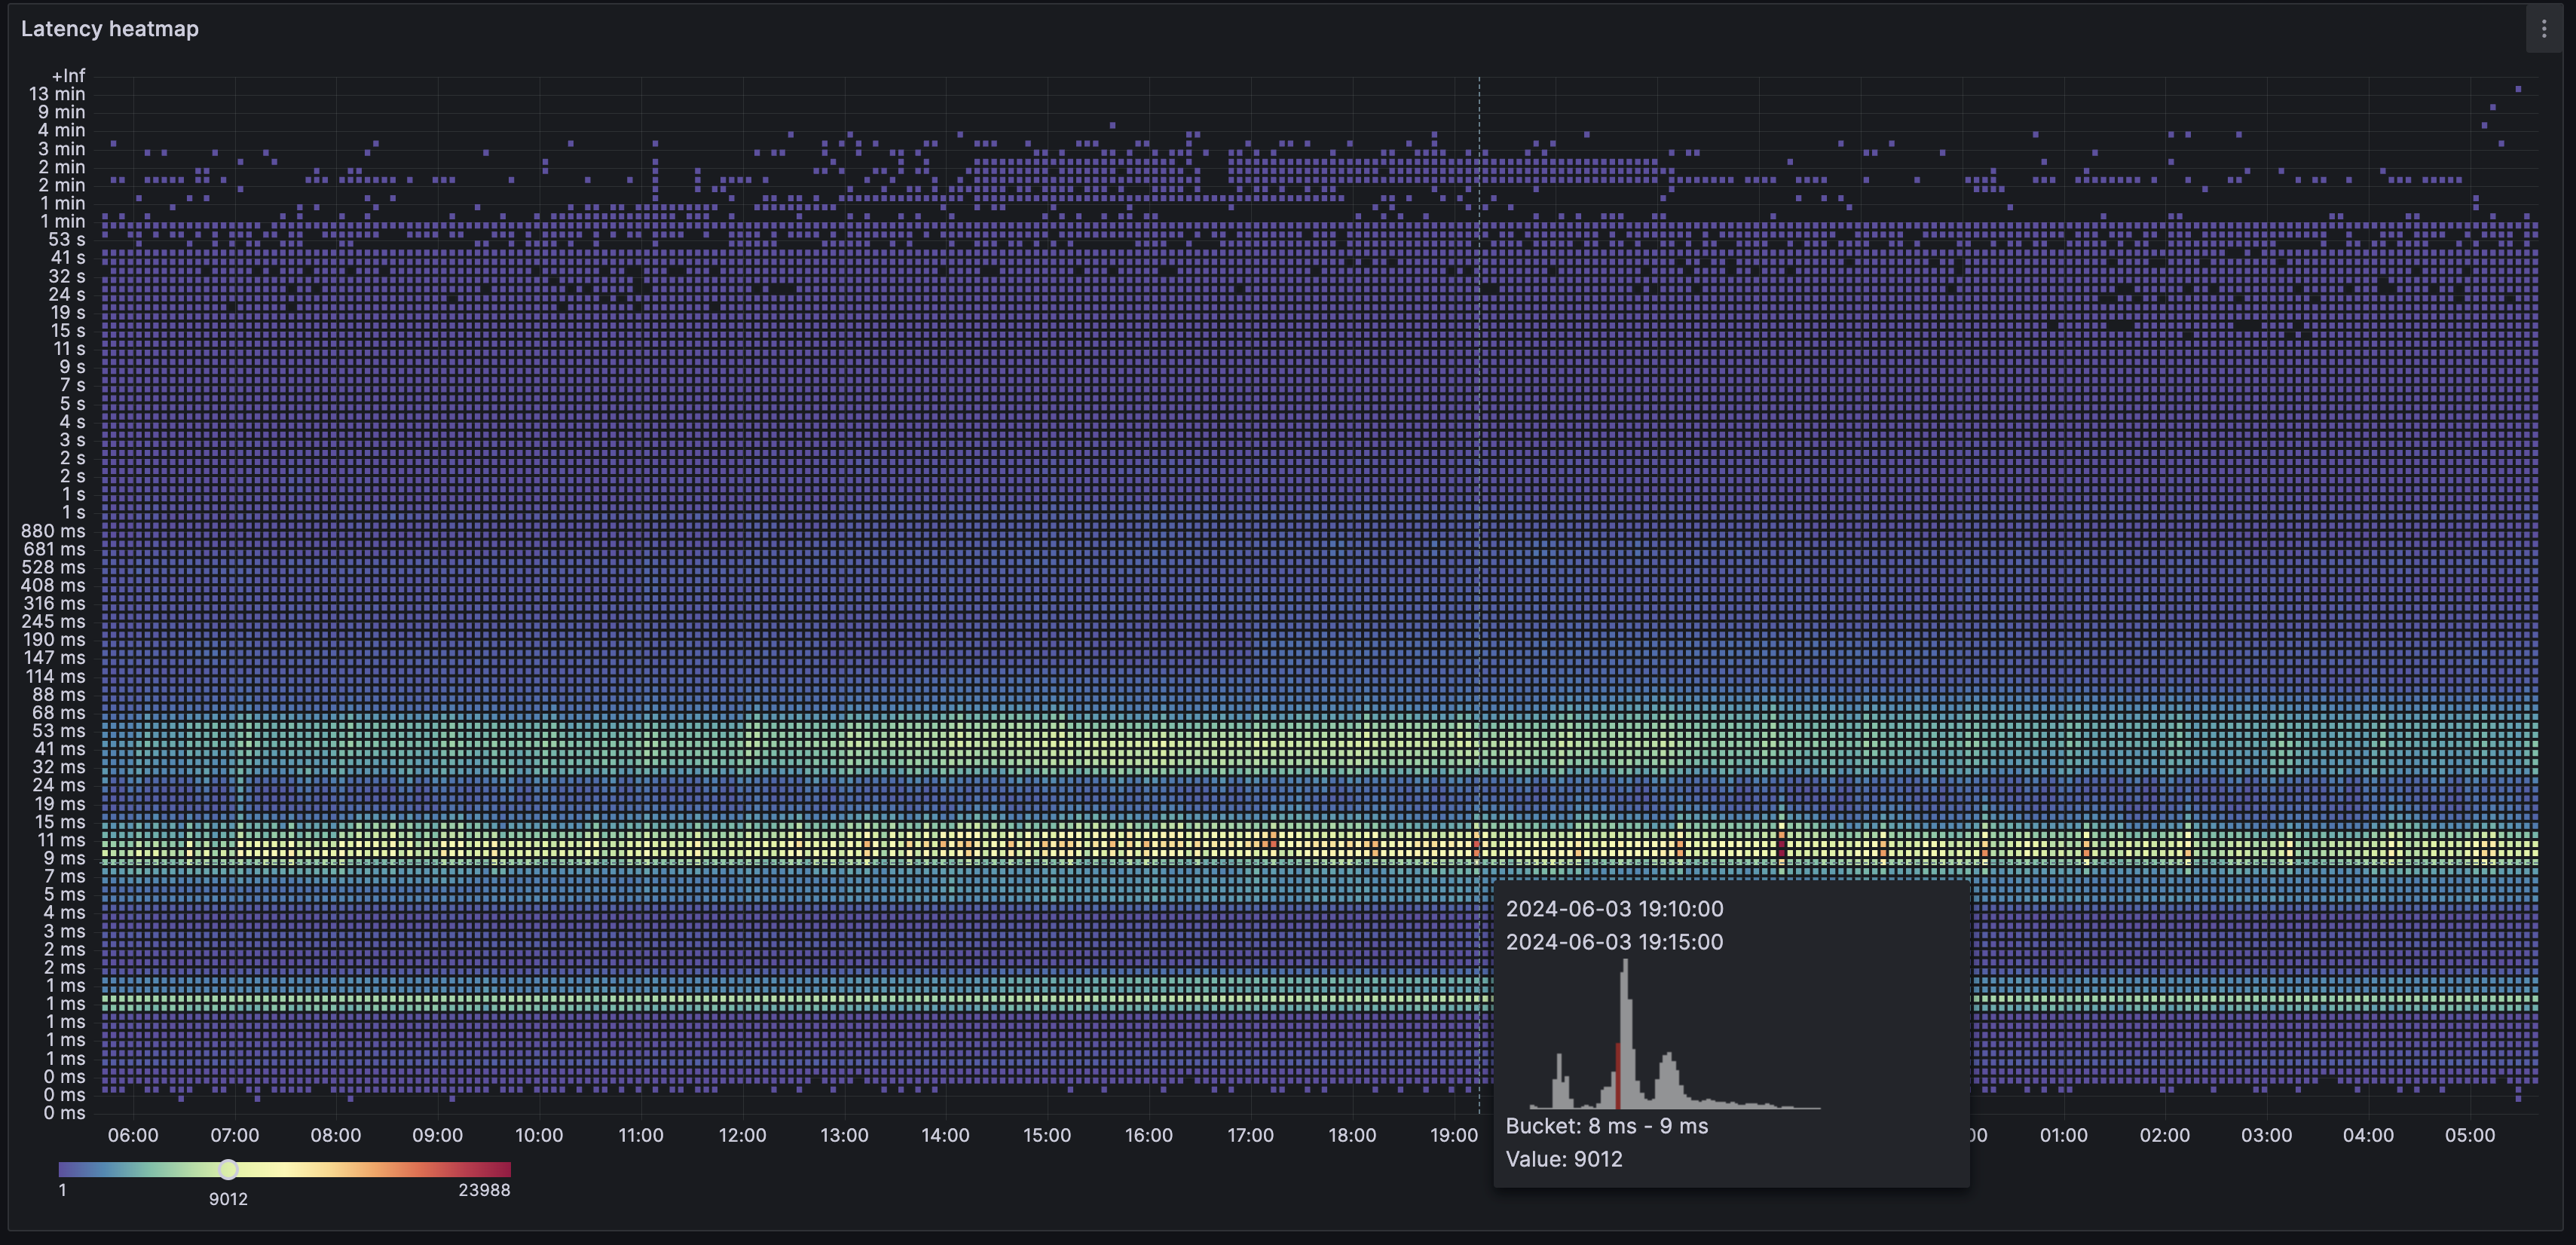 Latency heatmap
+Inf
13 min
9 min
4 min
3 min
2 min
2 min
1 min
1 min
53 s
41 s
32 s
24 s
19 s
15 s
11 s
9 s
7 s
5 s
4 s
3 s
2 s
2 s
1 s
1 s
880 ms
681 ms
528 ms
408 ms
316 ms
245 ms
190 ms
147 ms
114 ms
88 ms
68 ms
53 ms
41 ms
32 ms
24 ms
19 ms
15 ms
11 ms
9 ms
7 ms
5 ms
4 ms
3 ms
2 ms
2 ms
1 ms
1 ms
1 ms
1 ms
1 ms
0 ms
0 ms
0 ms
2024-06-03 19:10:00
2024-06-03 19:15:00
Bucket: 8 ms - 9 ms
Value: 9012
06:00 07:00 08:00 09:00 10:00 11:00 12:00 13:00 14:00 15:00 16:00 17:00 18:00 19:00 01:00 02:00 03:00 04:00 05:00
1 23988
9012